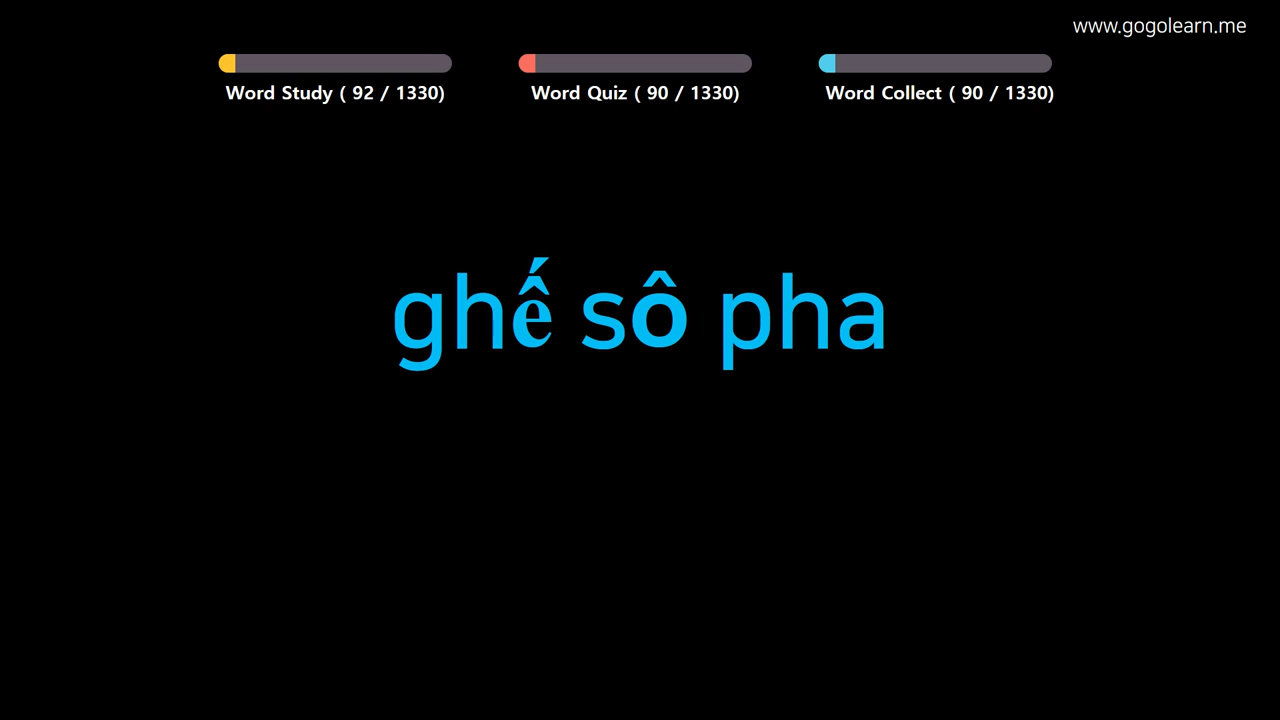 www.gogolearn.me
Word Study ( 92 / 1330)
Word Quiz ( 90 / 1330)
Word Collect ( 90 / 1330)
ghế sô pha